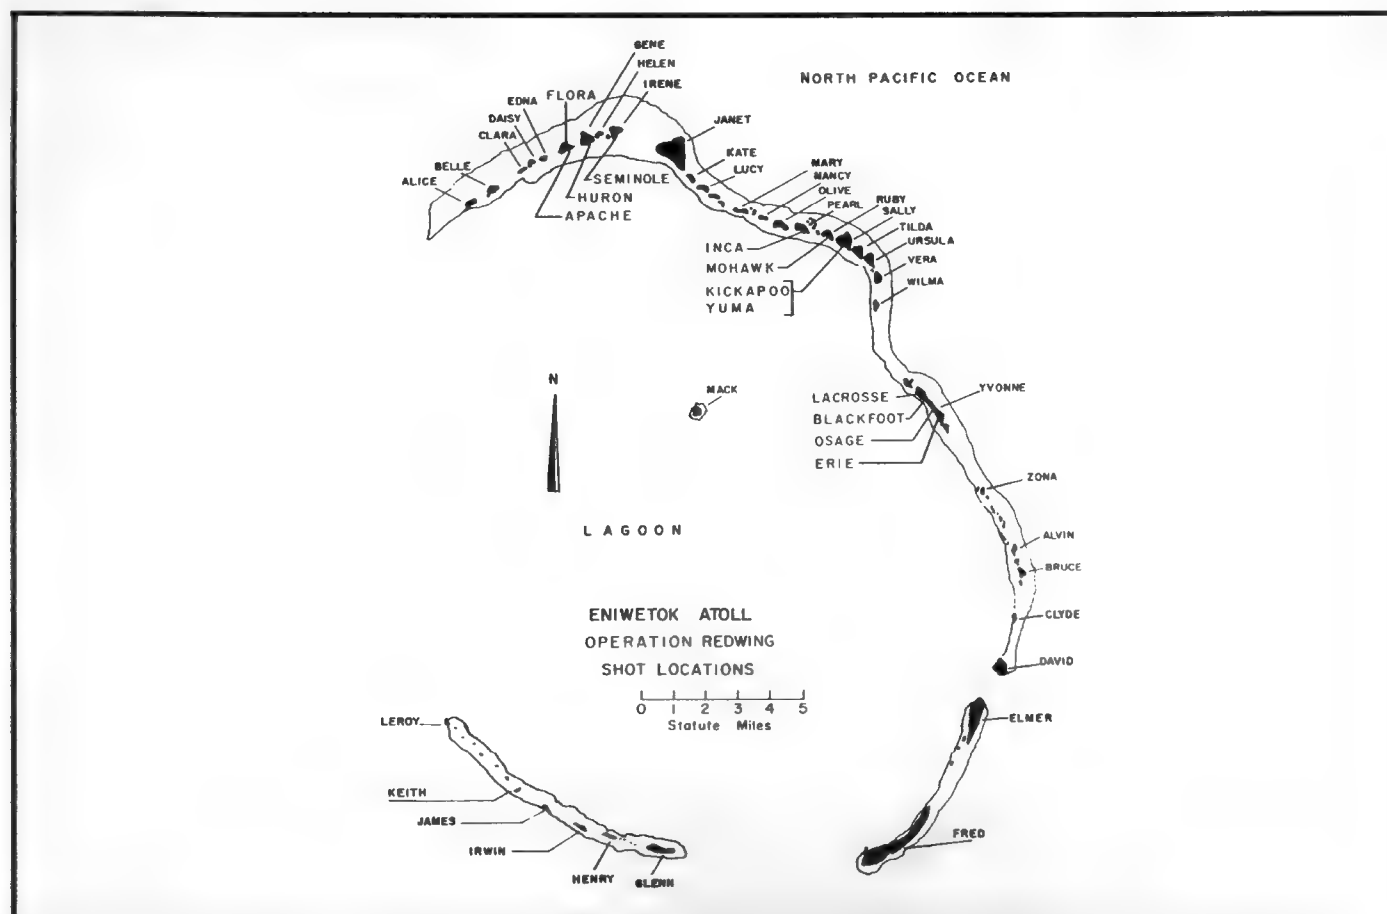 GENE
HELEN
IRENE
NORTH PACIFIC OCEAN
FLORA
EDNA
DAISY
CLARA
BELLE
ALICE
JANET
KATE
LUCY
MARY
NANCY
OLIVE
PEARL
RUBY
SALLY
TILDA
URSULA
VERA
WILMA
SEMINOLE
HURON
APACHE
INCA
MOHAWK
KICKAPOO
YUMA
N
MACK
LACROSSE
BLACKFOOT
OSAGE
ERIE
YVONNE
ZONA
LAGOON
ALVIN
BRUCE
CLYDE
DAVID
ENIWETOK ATOLL
OPERATION REDWING
SHOT LOCATIONS
0 1 2 3 4 5
Statute Miles
LEROY
KEITH
JAMES
IRWIN
HENRY
GLENN
ELMER
FRED